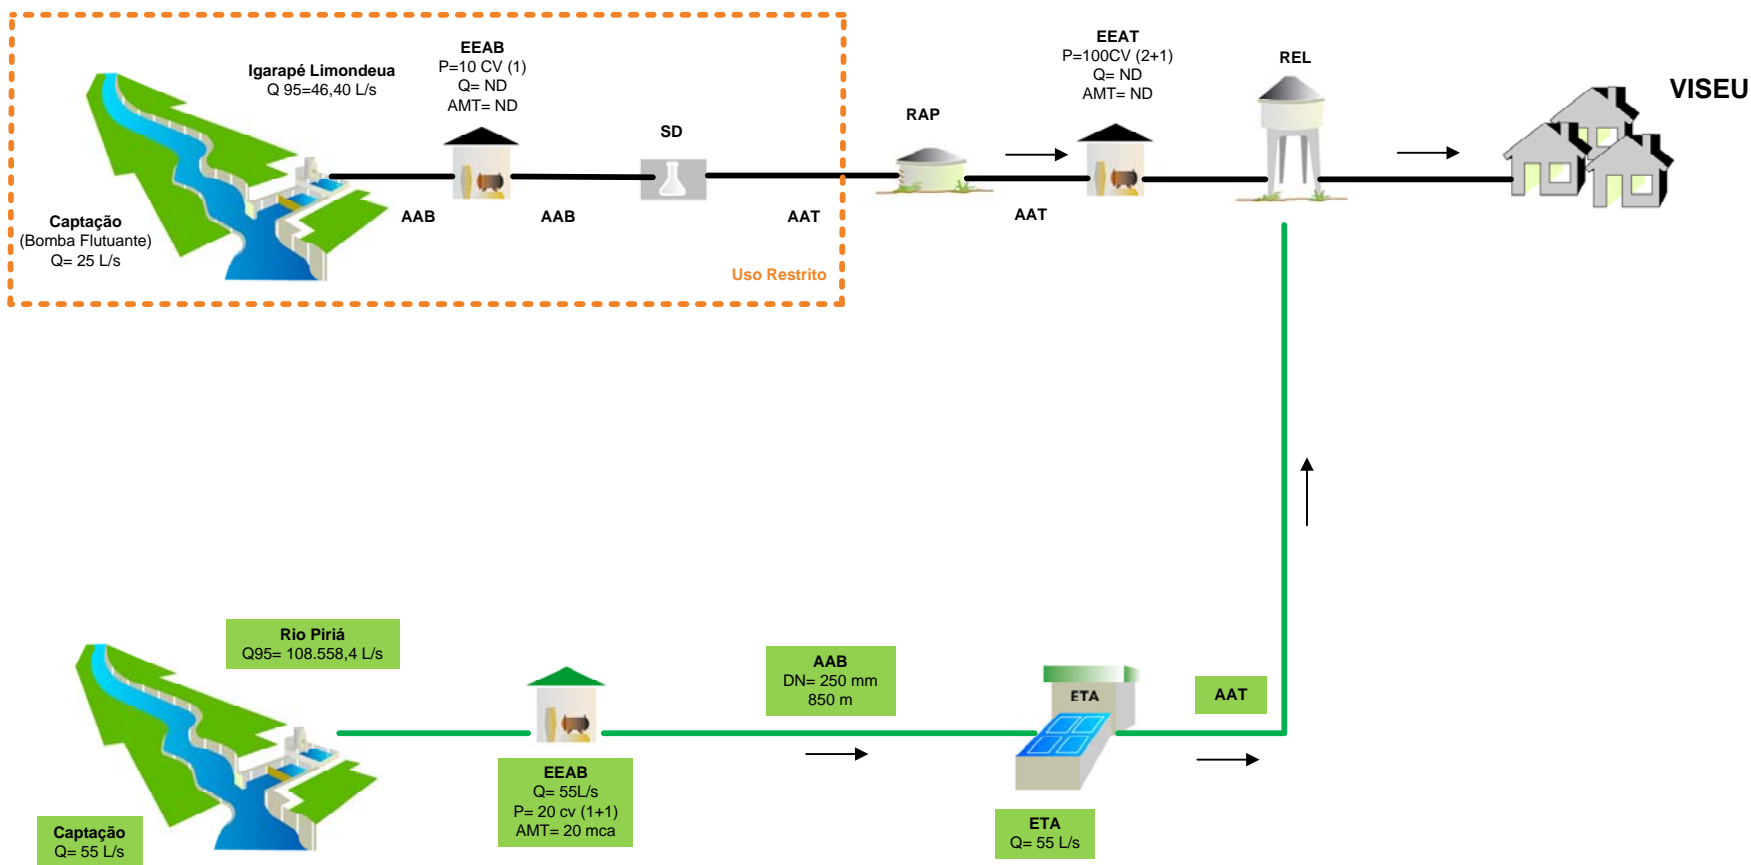 Igarapé Limondeua
Q 95=46,40 L/s
EEAB
P=10 CV (1)
Q= ND
AMT= ND
SD
RAP
EEAT
P=100CV (2+1)
Q= ND
AMT= ND
REL
VISEU
Captação
(Bomba Flutuante)
Q= 25 L/s
AAB
AAB
AAT
AAT
Uso Restrito
Rio Piriá
Q95= 108.558,4 L/s
AAB
DN= 250 mm
850 m
ETA
AAT
EEAB
Q= 55L/s
P= 20 cv (1+1)
AMT= 20 mca
Captação
Q= 55 L/s
ETA
Q= 55 L/s